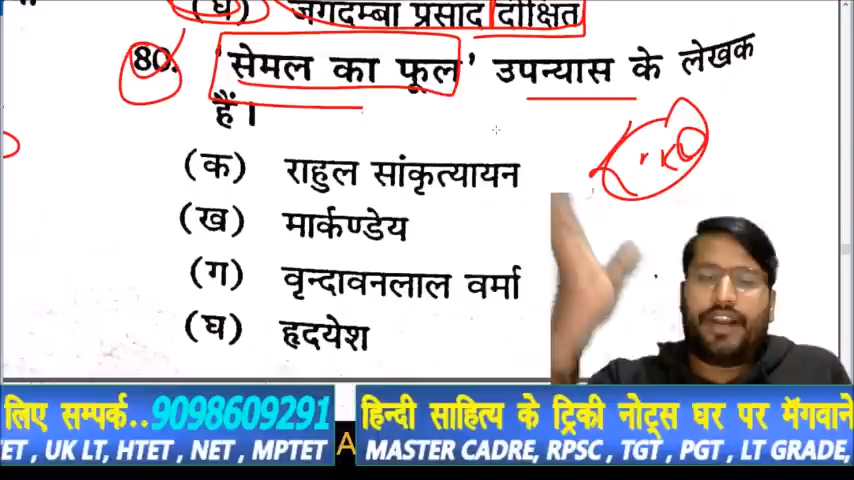 (घ) जगदम्बा प्रसाद दीक्षित
80. 'सेमल का फूल' उपन्यास के लेखक
हैं।
(क) राहुल सांकृत्यायन
(ख) मार्कण्डेय
(ग) वृन्दावनलाल वर्मा
(घ) हृदयेश
लिए सम्पर्क..9098609291 हिन्दी साहित्य के ट्रिकी नोट्स घर पर मॅगवाने
ET , UK LT, HTET , NET , MPTET A MASTER CADRE, RPSC , TGT , PGT , LT GRADE,